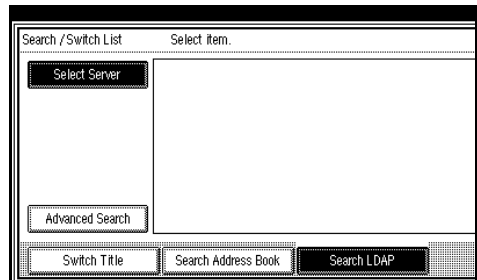 Search / Switch List Select item.
Select Server
Advanced Search
Switch Title Search Address Book Search LDAP